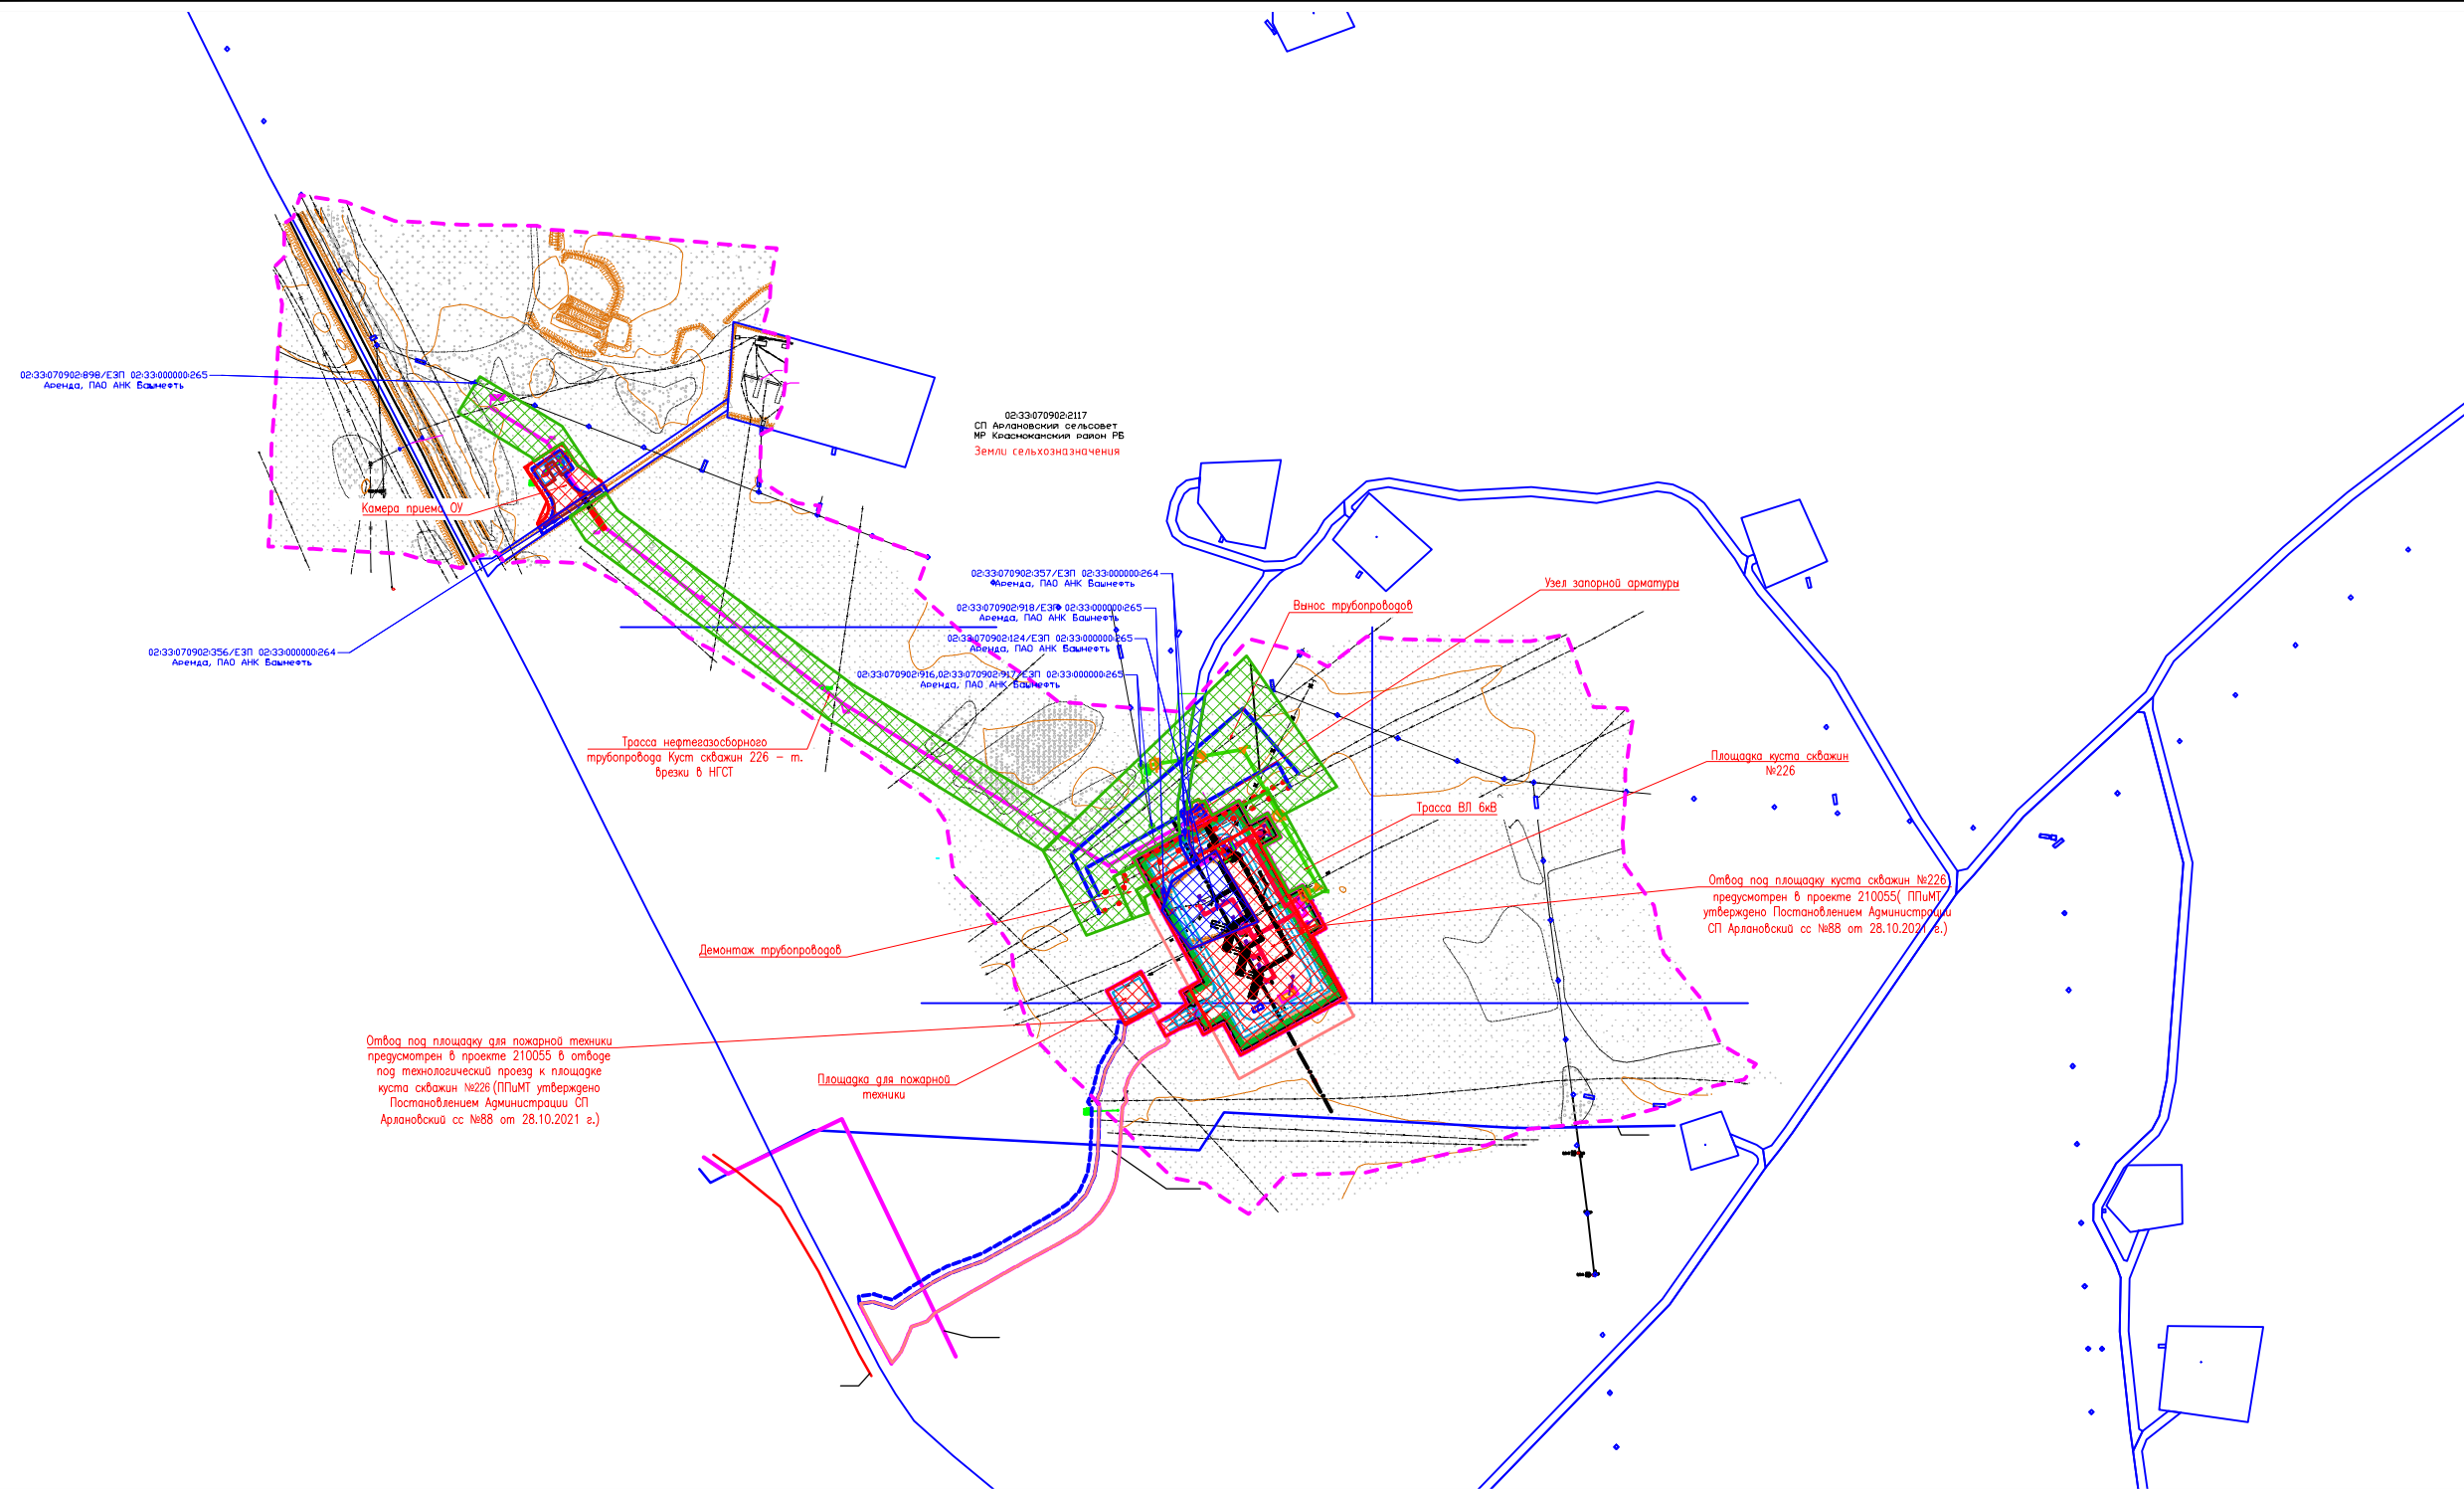 02:33:070902:898/ЕЗП 02:33:000000:265
Аренда, ПАО АНК Башнефть
02:33:070902:2117
СП Арлановский сельсовет
МР Краснокамский район РБ
Земли сельхозназначения
Камера приема ОУ
02:33:070902:357/ЕЗП 02:33:000000:264
Аренда, ПАО АНК Башнефть
Узел запорной арматуры
02:33:070902:918/ЕЗП 02:33:000000:265
Аренда, ПАО АНК Башнефть
Вынос трубопроводов
02:33:070902:124/ЕЗП 02:33:000000:265
Аренда, ПАО АНК Башнефть
02:33:070902:356/ЕЗП 02:33:000000:264
Аренда, ПАО АНК Башнефть
02:33:070902:916,02:33:070902:917/ЕЗП 02:33:000000:265
Аренда, ПАО АНК Башнефть
Трасса нефтегазосборного
трубопровода Куст скважин 226 – т.
врезки в НГСТ
Площадка куста скважин
№226
Трасса ВЛ 6кВ
Отвод под площадку куста скважин №226
предусмотрен в проекте 210055( ППиМТ
утверждено Постановлением Администрации
СП Арлановский сс №88 от 28.10.2021 г.)
Демонтаж трубопроводов
Отвод под площадку для пожарной техники
предусмотрен в проекте 210055 в отводе
под технологический проезд к площадке
куста скважин №226 (ППиМТ утверждено
Постановлением Администрации СП
Арлановский сс №88 от 28.10.2021 г.)
Площадка для пожарной
техники